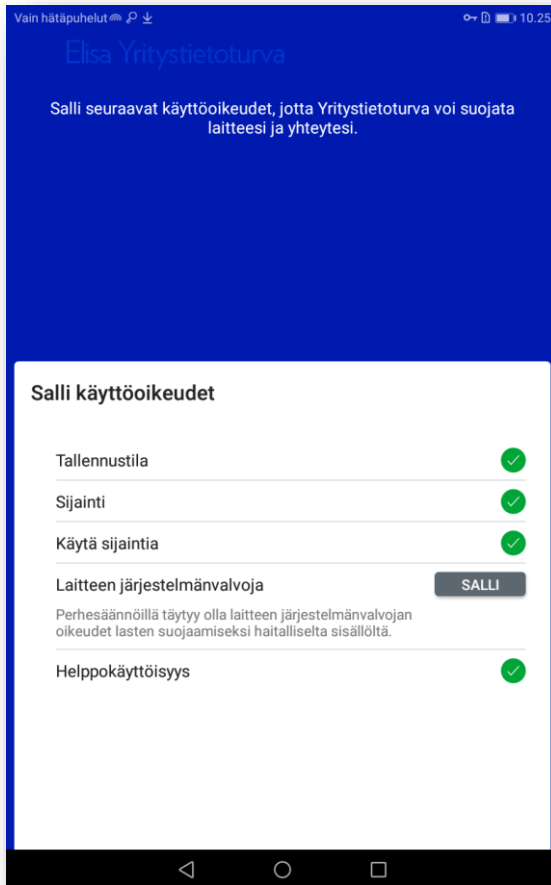 Vain hätäpuhelut 10.25
Elisa Yritystietoturva
Salli seuraavat käyttöoikeudet, jotta Yritystietoturva voi suojata
laitteesi ja yhteytesi.
Salli käyttöoikeudet
Tallennustila
Sijainti
Käytä sijaintia
Laitteen järjestelmänvalvoja SALLI
Perhesäännöillä täytyy olla laitteen järjestelmänvalvojan
oikeudet lasten suojaamiseksi haitalliselta sisällöltä.
Helppokäyttöisyys